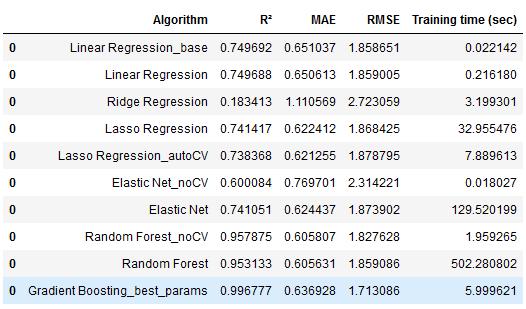 Algorithm R² MAE RMSE Training time (sec)
0 Linear Regression_base 0.749692 0.651037 1.858651 0.022142
0 Linear Regression 0.749688 0.650613 1.859005 0.216180
0 Ridge Regression 0.183413 1.110569 2.723059 3.199301
0 Lasso Regression 0.741417 0.622412 1.868425 32.955476
0 Lasso Regression_autoCV 0.738368 0.621255 1.878795 7.889613
0 Elastic Net_noCV 0.600084 0.769701 2.314221 0.018027
0 Elastic Net 0.741051 0.624437 1.873902 129.520199
0 Random Forest_noCV 0.957875 0.605807 1.827628 1.959265
0 Random Forest 0.953133 0.605631 1.859086 502.280802
0 Gradient Boosting_best_params 0.996777 0.636928 1.713086 5.999621